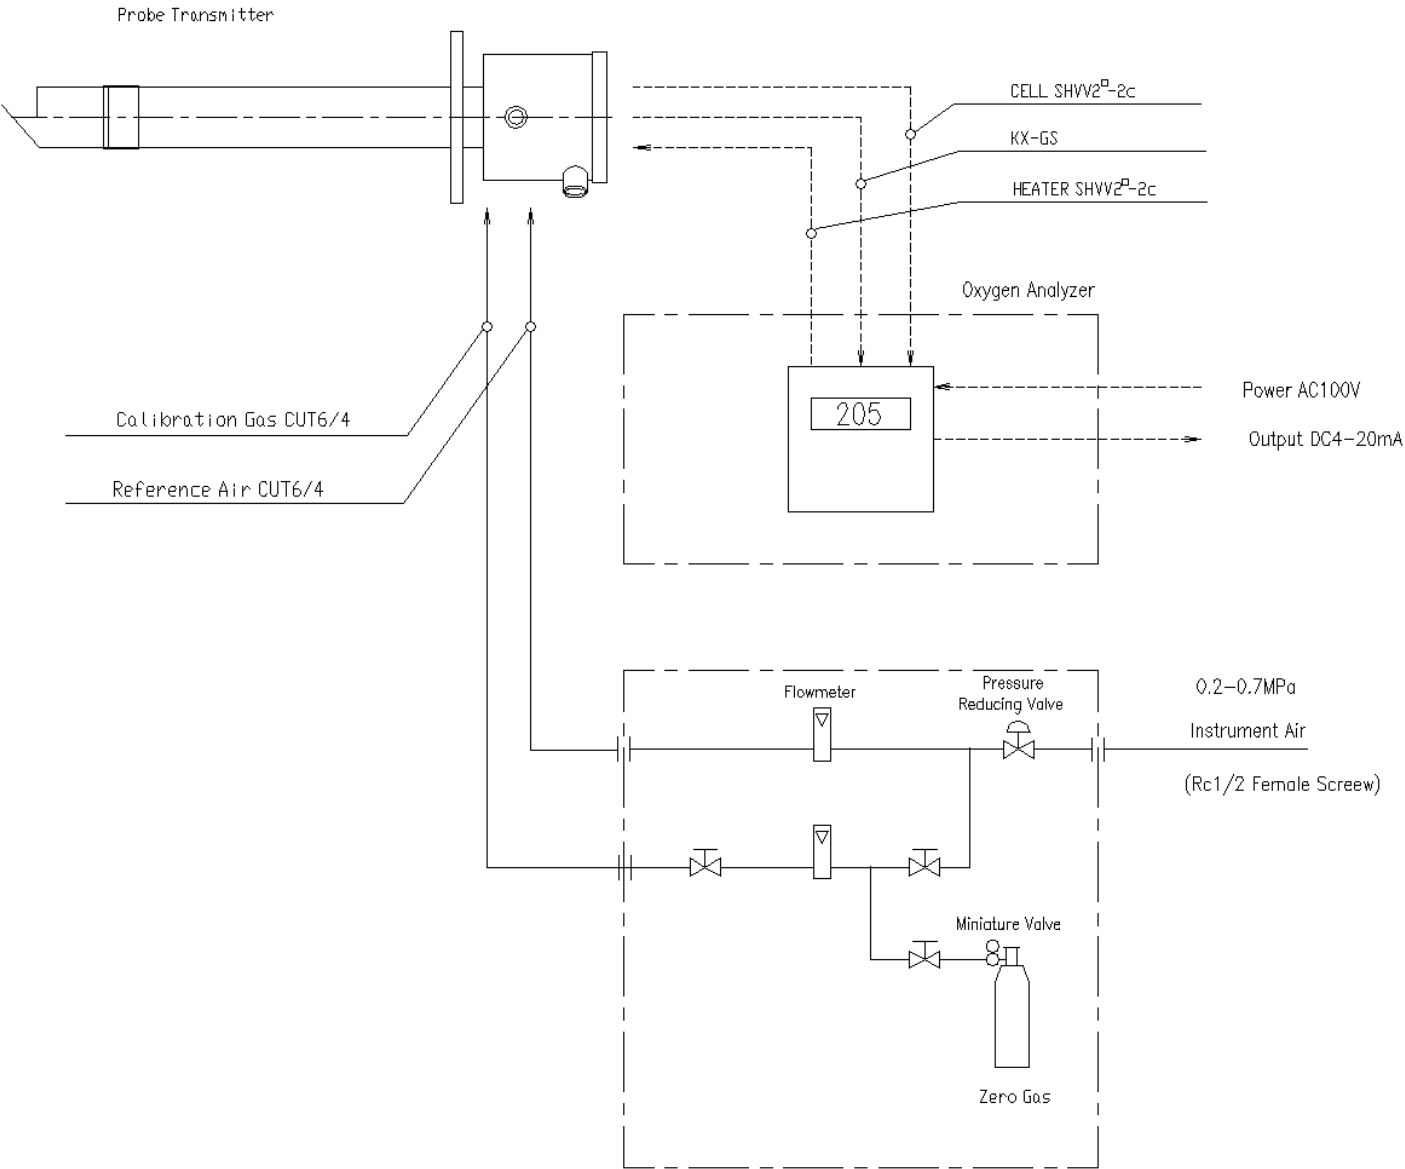 Probe Transmitter
CELL SHVV2□-2c
KX-GS
HEATER SHVV2□-2c
Oxygen Analyzer
205
Power AC100V
Output DC4-20mA
Calibration Gas CUT6/4
Reference Air CUT6/4
Flowmeter
Pressure
Reducing Valve
0.2-0.7MPa
Instrument Air
(Rc1/2 Female Screew)
Miniature Valve
Zero Gas